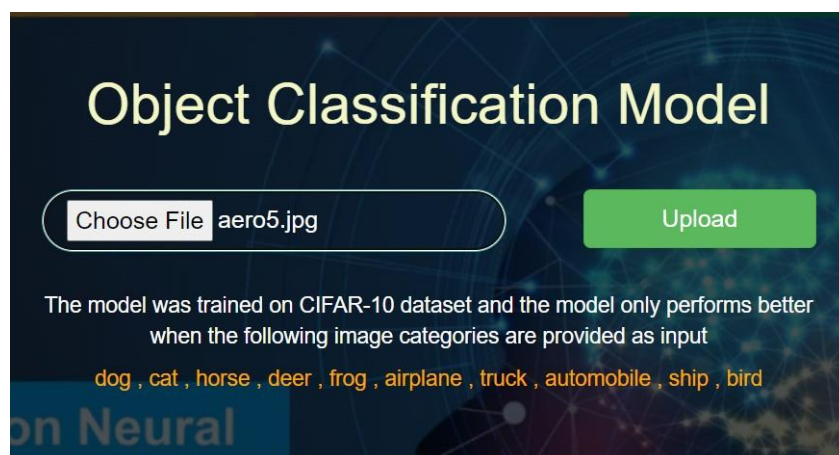 Object Classification Model
Choose File aero5.jpg
Upload
The model was trained on CIFAR-10 dataset and the model only performs better
when the following image categories are provided as input
dog , cat , horse , deer , frog , airplane , truck , automobile , ship , bird
on Neural